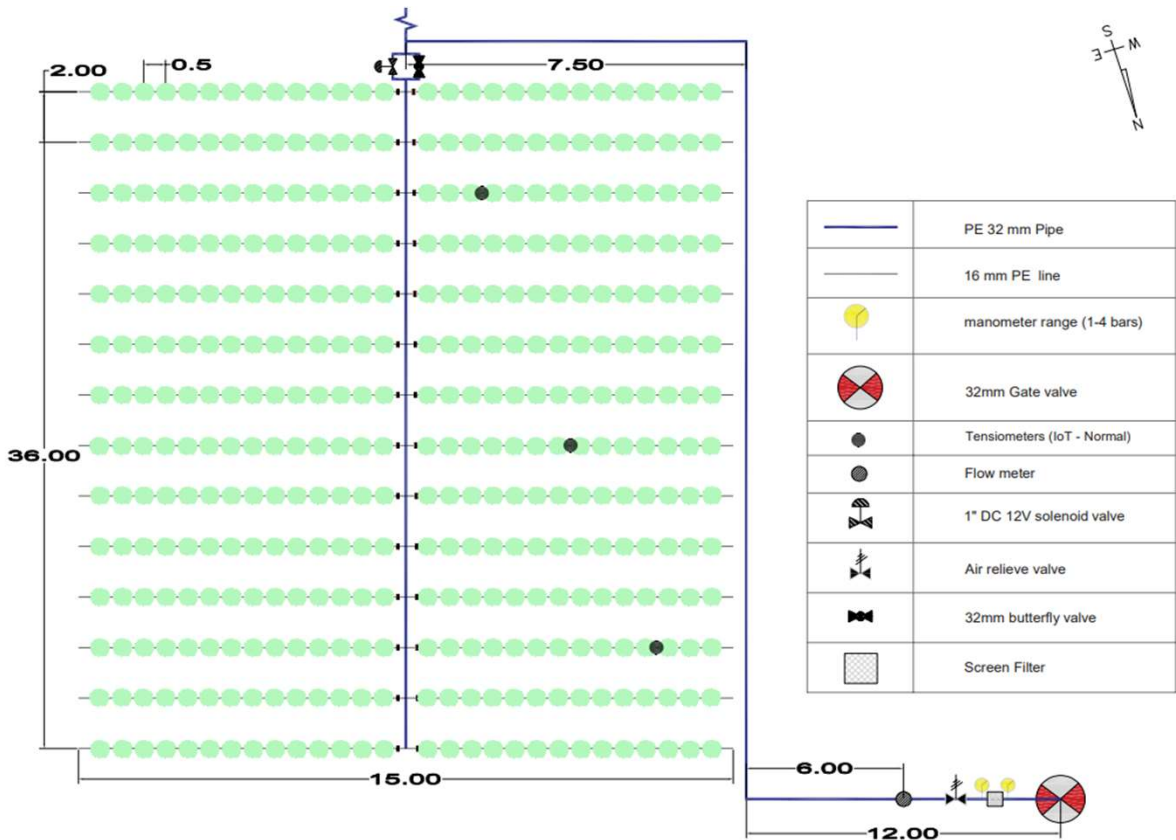 S
W
E
N
2.00
0.5
7.50
36.00
15.00
6.00
12.00
PE 32 mm Pipe
16 mm PE line
manometer range (1-4 bars)
32mm Gate valve
Tensiometers (IoT - Normal)
Flow meter
1" DC 12V solenoid valve
Air relieve valve
32mm butterfly valve
Screen Filter